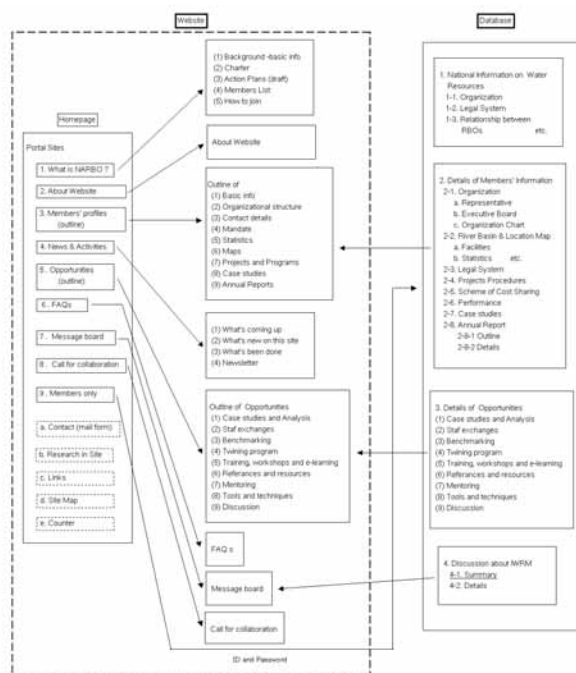 Website
Database
Homepage
Portal Sites
1. What is NARBO ?
2. About Website
3. Members' profiles
(outline)
4. News & Activities
5. Opportunities
(outline)
6. FAQs
7. Message board
8. Call for collaboration
9. Members only
a. Contact (mail form)
b. Research in Site
c. Links
d. Site Map
e. Counter
(1) Background -basic info
(2) Charter
(3) Action Plans (draft)
(4) Members List
(5) How to join
About Website
Outline of
(1) Basic info
(2) Organizational structure
(3) Contact details
(4) Mandate
(5) Statistics
(6) Maps
(7) Projects and Programs
(8) Case studies
(9) Annual Reports
(1) What's coming up
(2) What's new on this site
(3) What's been done
(4) Newsletter
Outline of Opportunities
(1) Case studies and Analysis
(2) Staf exchanges
(3) Benchmarking
(4) Twining program
(5) Training, workshops and e-learning
(6) Referances and resources
(7) Mentoring
(8) Tools and techniques
(9) Discussion
FAQ s
Message board
Call for collaboration
ID and Password
1. National Information on Water
Resources
1-1. Organization
1-2. Legal System
1-3. Relationship between
RBOs. etc.
2. Details of Members' Information
2-1. Organization
a. Representative
b. Executive Board
c. Organization Chart
2-2. River Basin & Location Map
a. Facilities
b. Statistics etc.
2-3. Legal System
2-4. Projects Procedures
2-5. Scheme of Cost Sharing
2-6. Performance
2-7. Case studies
2-8. Annual Report
2-8-1 Outline
2-8-2 Details
3. Details of Opportunities
(1) Case studies and Analysis
(2) Staf exchanges
(3) Benchmarking
(4) Twining program
(5) Training, workshops and e-learning
(6) Referances and resources
(7) Mentoring
(8) Tools and techniques
(9) Discussion
4. Discussion about IWRM
4-1. Summary
4-2. Details